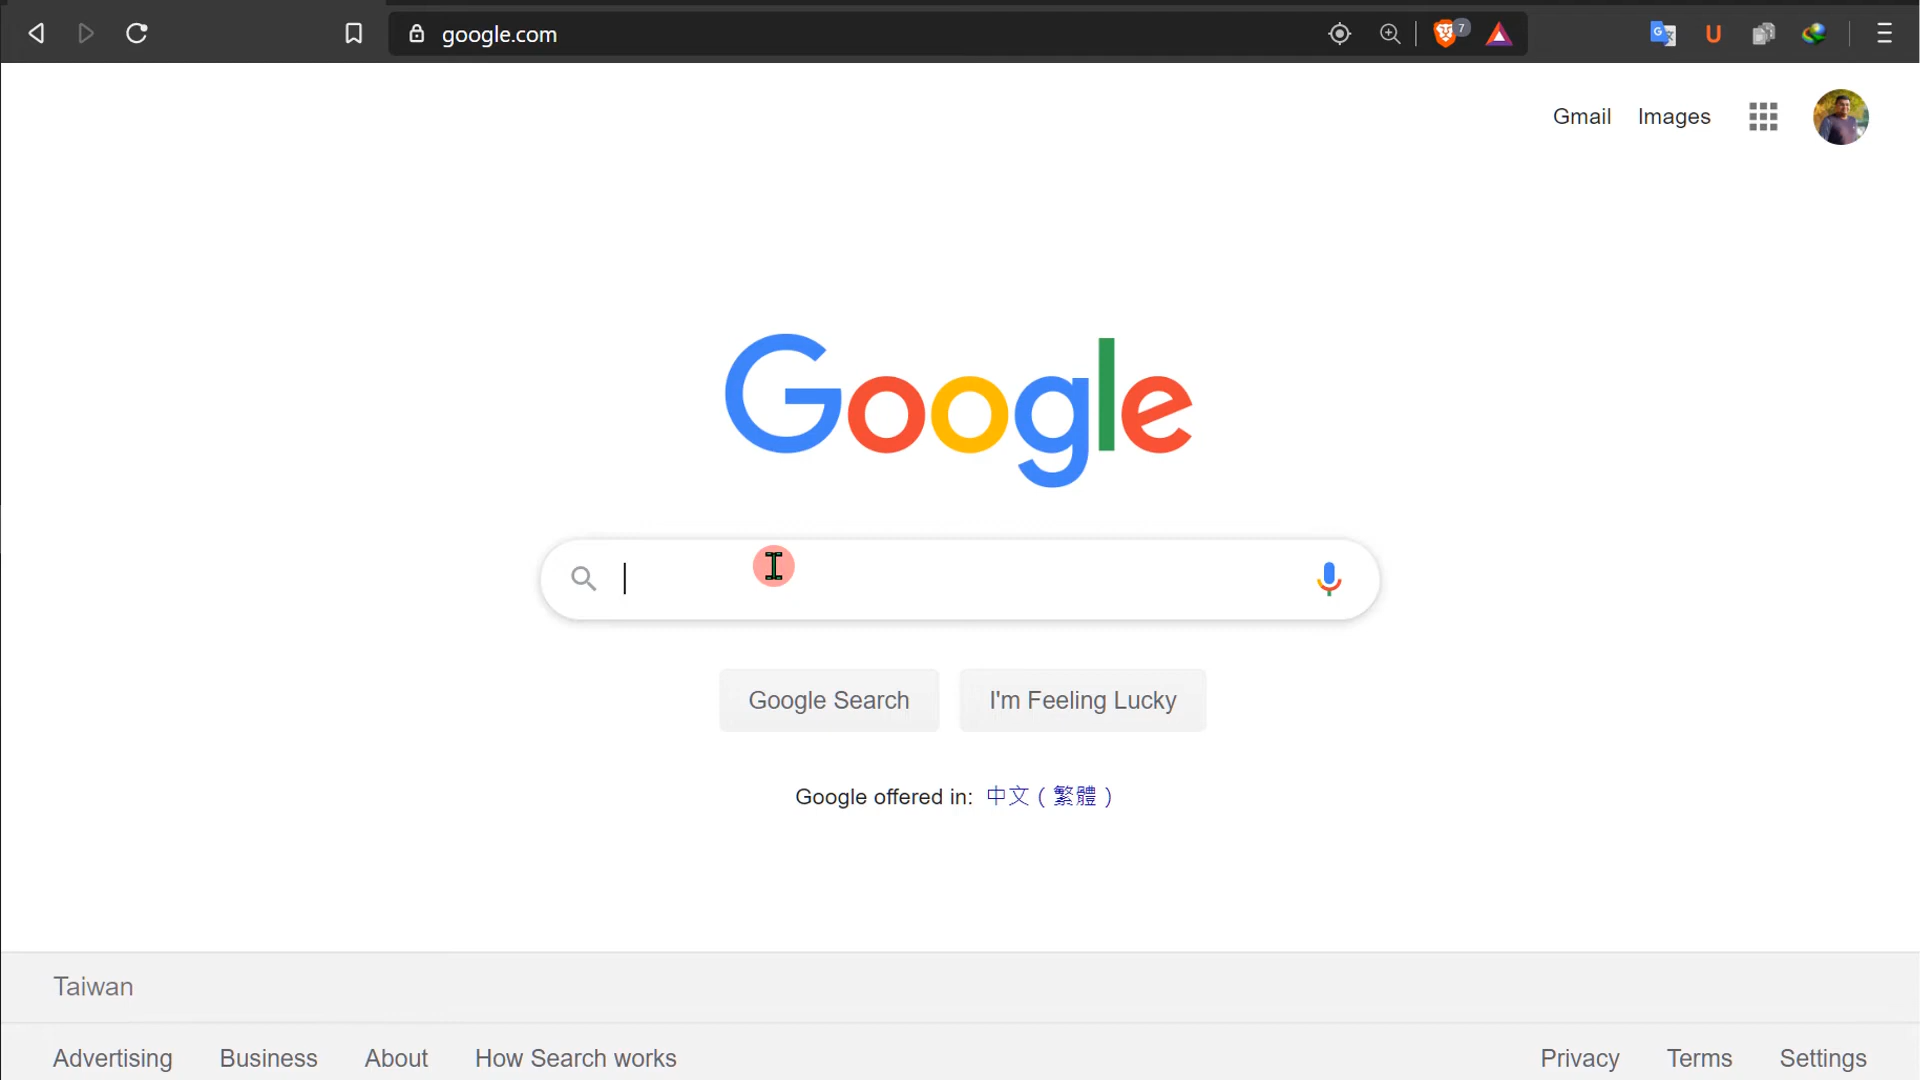 google.com
7
U
Gmail Images
Google
Google Search I'm Feeling Lucky
Google offered in: 中文 ( 繁體 )
Taiwan
Advertising Business About How Search works Privacy Terms Settings